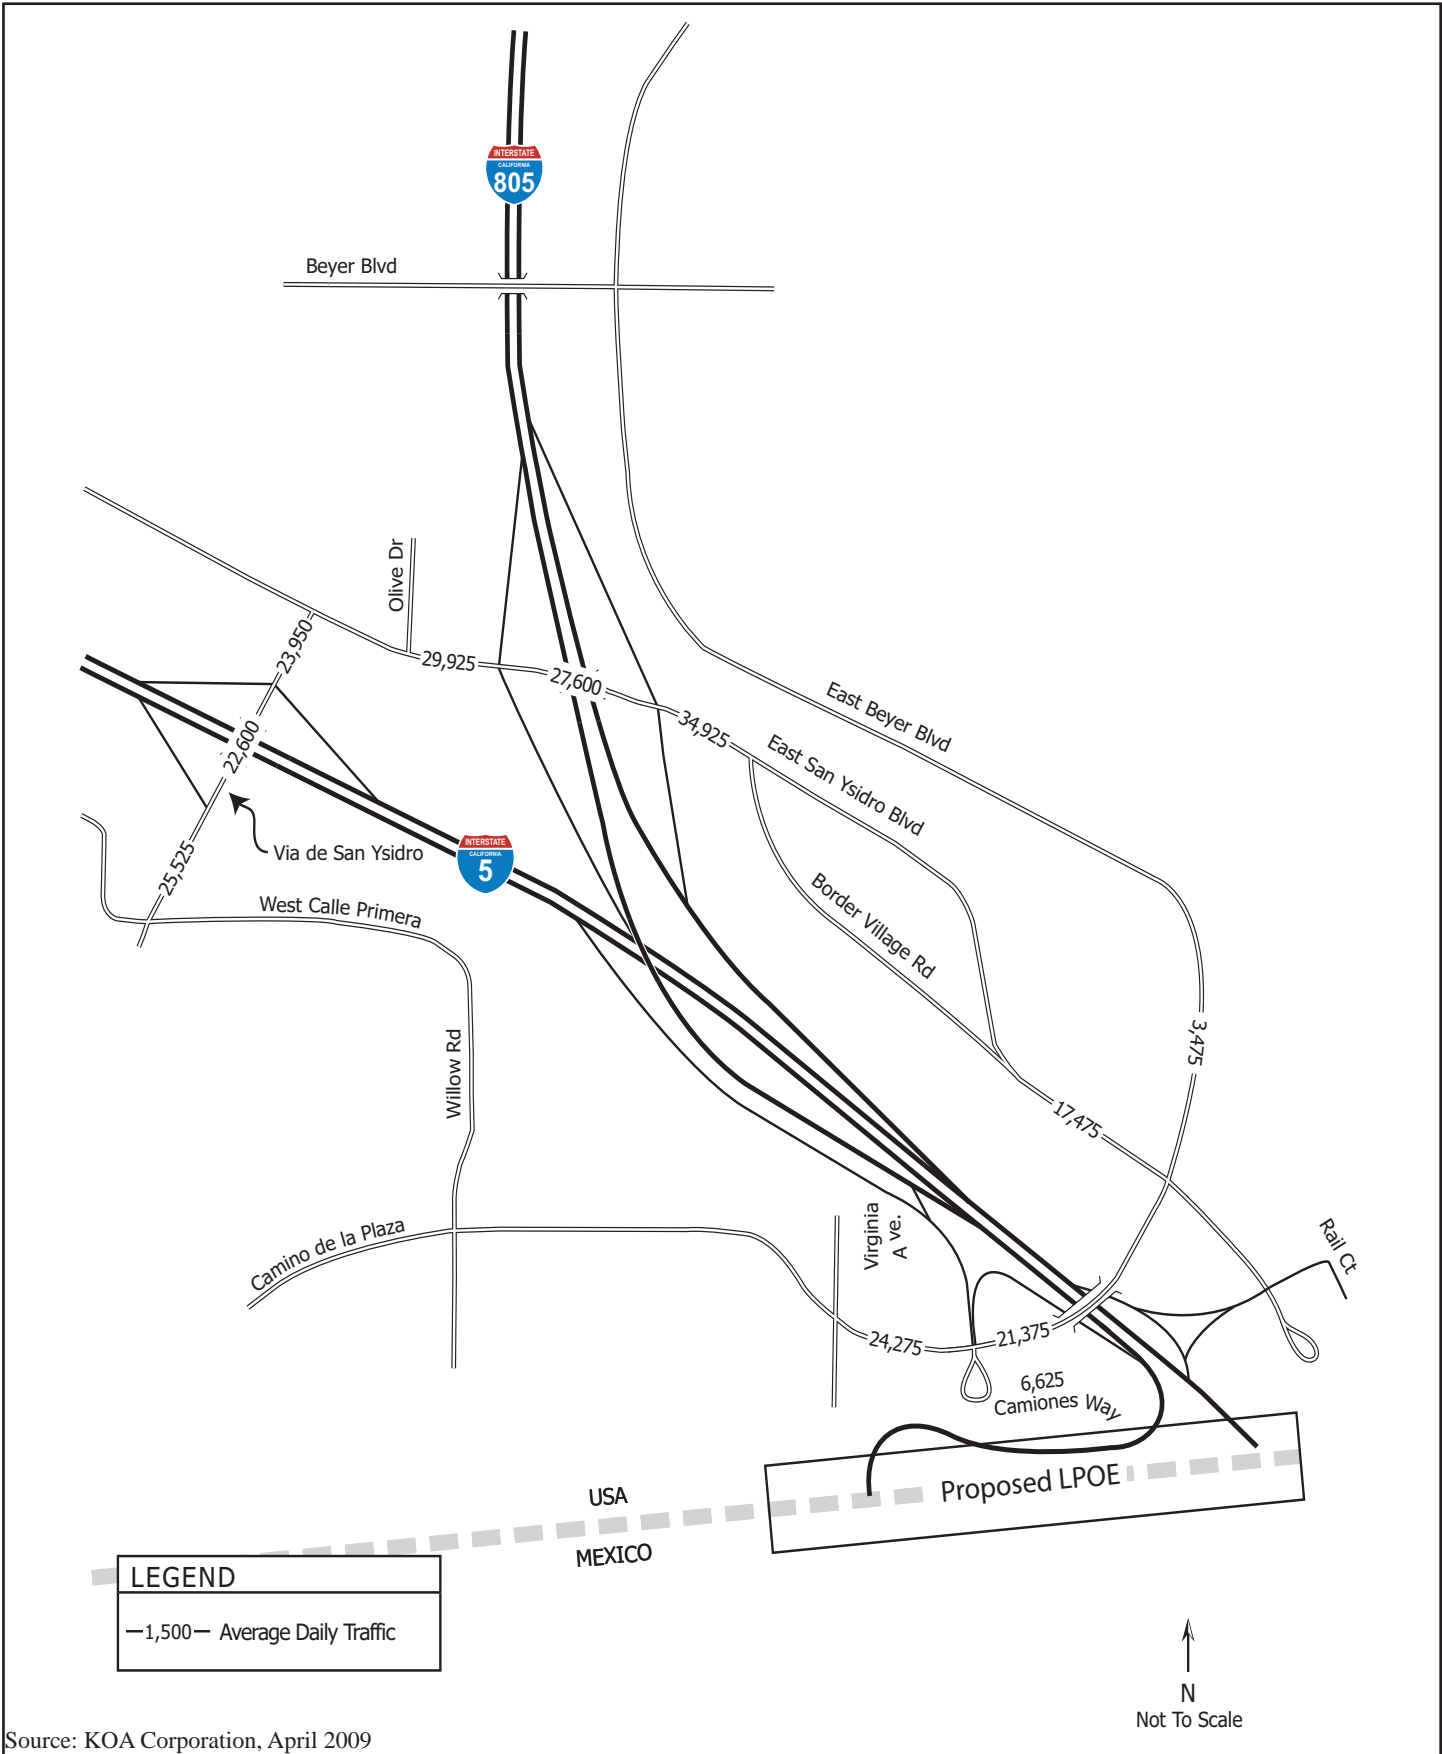 INTERSTATE
CALIFORNIA
805
Beyer Blvd
Olive Dr
23,950
29,925
27,600
34,925
East Beyer Blvd
East San Ysidro Blvd
22,600
Via de San Ysidro
INTERSTATE
CALIFORNIA
5
25,525
West Calle Primera
Border Village Rd
Willow Rd
3,475
17,475
Camino de la Plaza
Virginia
A ve.
Rail Ct
24,275
21,375
6,625
Camiones Way
Proposed LPOE
USA
MEXICO
LEGEND
1,500 Average Daily Traffic
N
Not To Scale
Source: KOA Corporation, April 2009